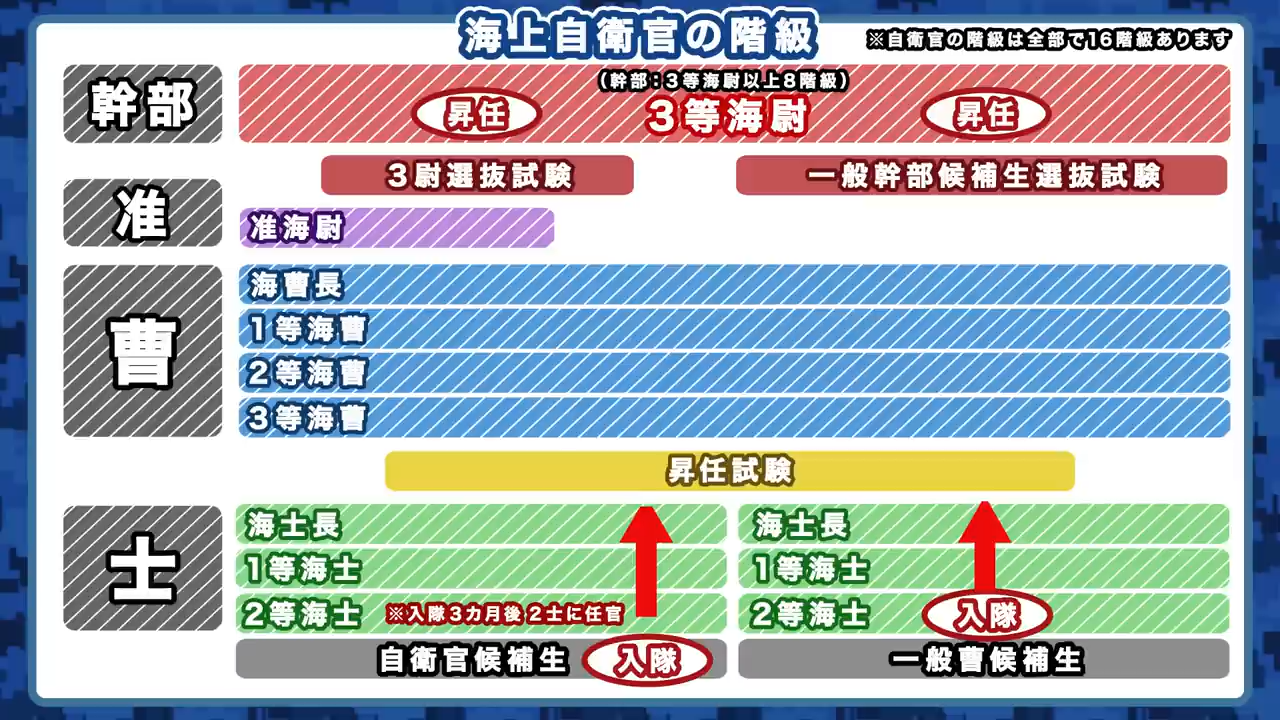 海上自衛官の階級
※自衛官の階級は全部で16階級あります
幹部
（幹部：３等海尉以上８階級）
昇任
３等海尉
昇任
３尉選抜試験
一般幹部候補生選抜試験
准
准海尉
曹
海曹長
１等海曹
２等海曹
３等海曹
昇任試験
士
海士長
１等海士
２等海士
※入隊３カ月後２士に任官
自衛官候補生
入隊
海士長
１等海士
２等海士
入隊
一般曹候補生